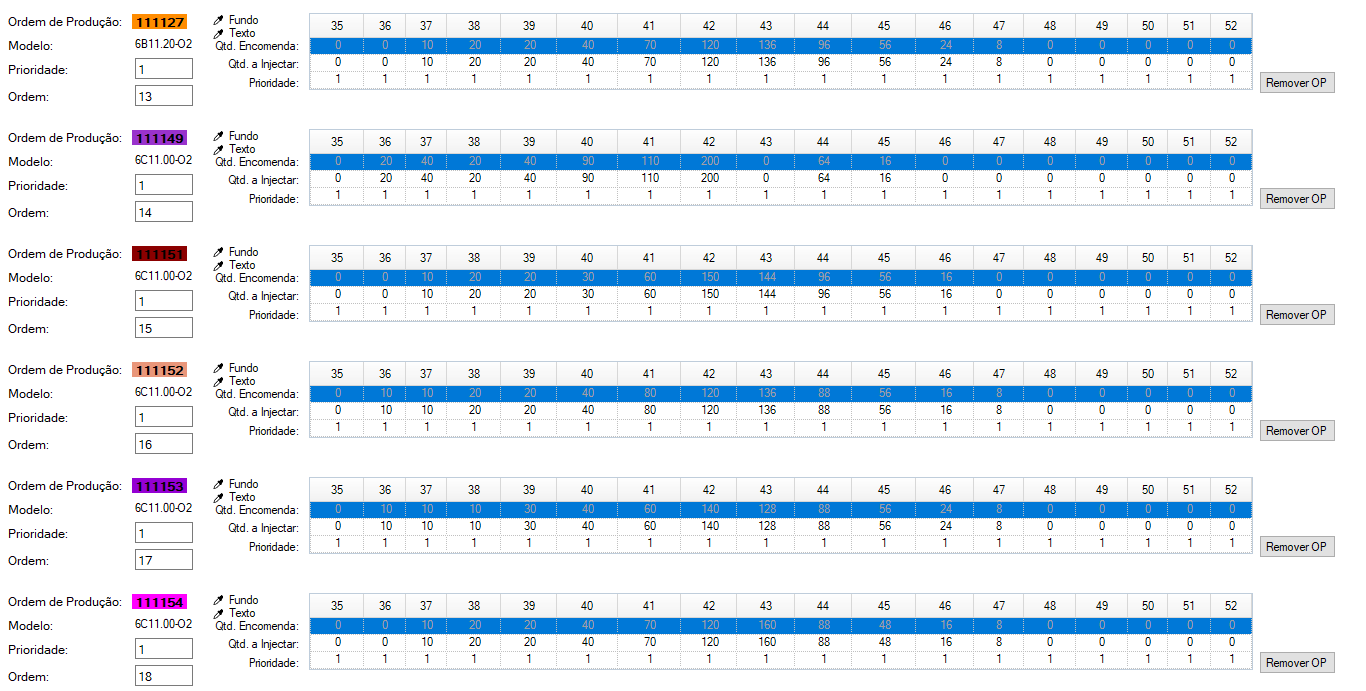 Ordem de Produção: 111127 Fundo 35 36 37 38 39 40 41 42 43 44 45 46 47 48 49 50 51 52
Texto
Modelo: 6B11.20-O2 Qtd. Encomenda: 0 0 10 20 20 40 70 120 136 96 56 24 8 0 0 0 0 0
Prioridade: 1 Qtd. a Injectar: 0 0 10 20 20 40 70 120 136 96 56 24 8 0 0 0 0 0
Prioridade: 1 1 1 1 1 1 1 1 1 1 1 1 1 1 1 1 1 1 Remover OP
Ordem: 13
Ordem de Produção: 111149 Fundo 35 36 37 38 39 40 41 42 43 44 45 46 47 48 49 50 51 52
Texto
Modelo: 6C11.00-O2 Qtd. Encomenda: 0 20 40 20 40 90 110 200 0 64 16 0 0 0 0 0 0 0
Prioridade: 1 Qtd. a Injectar: 0 20 40 20 40 90 110 200 0 64 16 0 0 0 0 0 0 0
Prioridade: 1 1 1 1 1 1 1 1 1 1 1 1 1 1 1 1 1 1 Remover OP
Ordem: 14
Ordem de Produção: 111151 Fundo 35 36 37 38 39 40 41 42 43 44 45 46 47 48 49 50 51 52
Texto
Modelo: 6C11.00-O2 Qtd. Encomenda: 0 0 10 20 20 30 60 150 144 96 56 16 0 0 0 0 0 0
Prioridade: 1 Qtd. a Injectar: 0 0 10 20 20 30 60 150 144 96 56 16 0 0 0 0 0 0
Prioridade: 1 1 1 1 1 1 1 1 1 1 1 1 1 1 1 1 1 1 Remover OP
Ordem: 15
Ordem de Produção: 111152 Fundo 35 36 37 38 39 40 41 42 43 44 45 46 47 48 49 50 51 52
Texto
Modelo: 6C11.00-O2 Qtd. Encomenda: 0 10 10 20 20 40 80 120 136 88 56 16 8 0 0 0 0 0
Prioridade: 1 Qtd. a Injectar: 0 10 10 20 20 40 80 120 136 88 56 16 8 0 0 0 0 0
Prioridade: 1 1 1 1 1 1 1 1 1 1 1 1 1 1 1 1 1 1 Remover OP
Ordem: 16
Ordem de Produção: 111153 Fundo 35 36 37 38 39 40 41 42 43 44 45 46 47 48 49 50 51 52
Texto
Modelo: 6C11.00-O2 Qtd. Encomenda: 0 10 10 10 30 40 60 140 128 88 56 24 8 0 0 0 0 0
Prioridade: 1 Qtd. a Injectar: 0 10 10 10 30 40 60 140 128 88 56 24 8 0 0 0 0 0
Prioridade: 1 1 1 1 1 1 1 1 1 1 1 1 1 1 1 1 1 1 Remover OP
Ordem: 17
Ordem de Produção: 111154 Fundo 35 36 37 38 39 40 41 42 43 44 45 46 47 48 49 50 51 52
Texto
Modelo: 6C11.00-O2 Qtd. Encomenda: 0 0 10 20 20 40 70 120 160 88 48 16 8 0 0 0 0 0
Prioridade: 1 Qtd. a Injectar: 0 0 10 20 20 40 70 120 160 88 48 16 8 0 0 0 0 0
Prioridade: 1 1 1 1 1 1 1 1 1 1 1 1 1 1 1 1 1 1 Remover OP
Ordem: 18